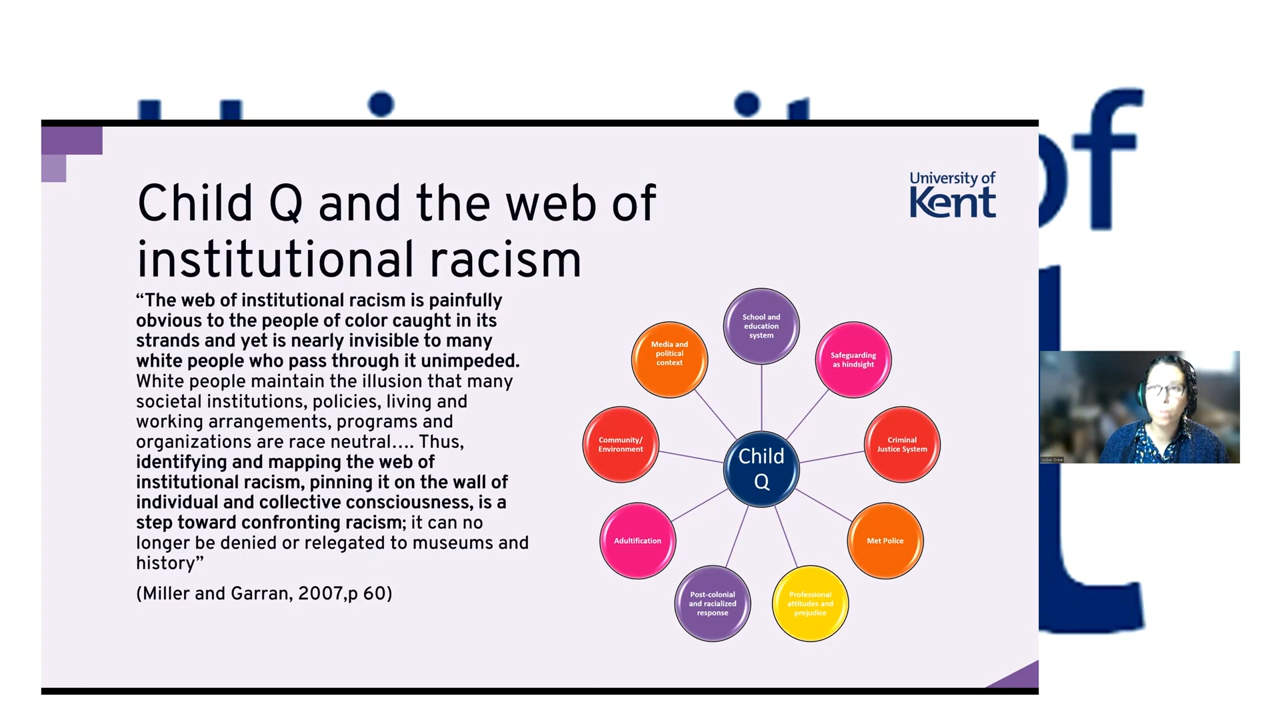 Child Q and the web of
institutional racism
University of
Kent
“The web of institutional racism is painfully
obvious to the people of color caught in its
strands and yet is nearly invisible to many
white people who pass through it unimpeded.
White people maintain the illusion that many
societal institutions, policies, living and
working arrangements, programs and
organizations are race neutral…. Thus,
identifying and mapping the web of
institutional racism, pinning it on the wall of
individual and collective consciousness, is a
step toward confronting racism; it can no
longer be denied or relegated to museums and
history”
(Miller and Garran, 2007,p 60)
School and
education
system
Safeguarding
as hindsight
Criminal
Justice System
Met Police
Professional
attitudes and
prejudice
Post-colonial
and racialized
response
Adultification
Community/
Environment
Media and
political
context
Child
Q
of